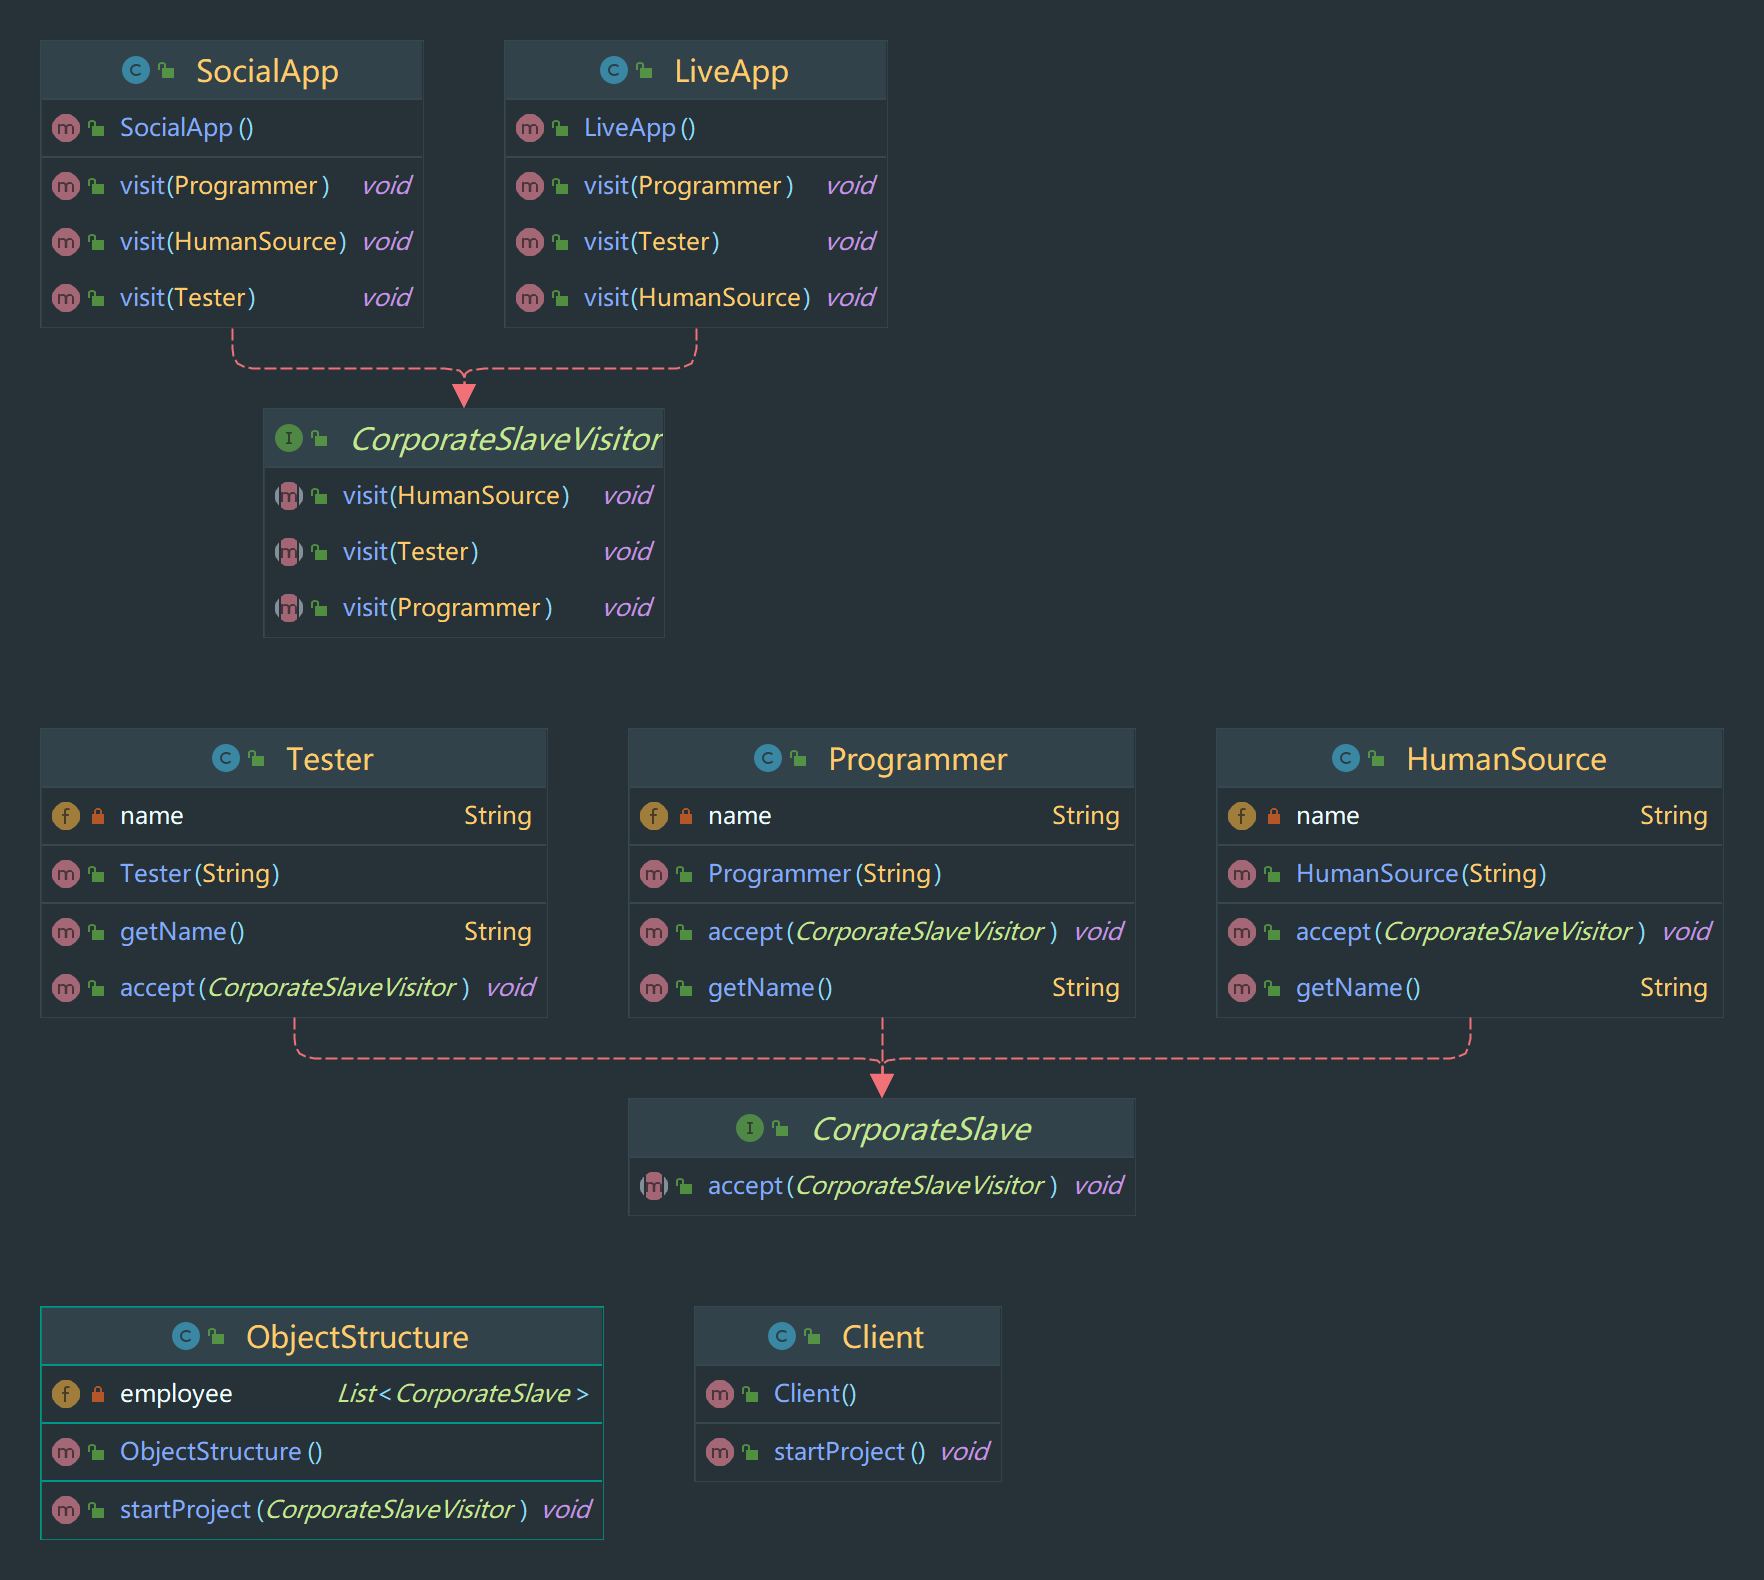 SocialApp
SocialApp()
visit(Programmer) void
visit(HumanSource) void
visit(Tester) void
LiveApp
LiveApp()
visit(Programmer) void
visit(Tester) void
visit(HumanSource) void
CorporateSlaveVisitor
visit(HumanSource) void
visit(Tester) void
visit(Programmer) void
Tester
name String
Tester(String)
getName() String
accept(CorporateSlaveVisitor) void
Programmer
name String
Programmer(String)
accept(CorporateSlaveVisitor) void
getName() String
HumanSource
name String
HumanSource(String)
accept(CorporateSlaveVisitor) void
getName() String
CorporateSlave
accept(CorporateSlaveVisitor) void
ObjectStructure
employee List<CorporateSlave>
ObjectStructure()
startProject(CorporateSlaveVisitor) void
Client
Client()
startProject() void